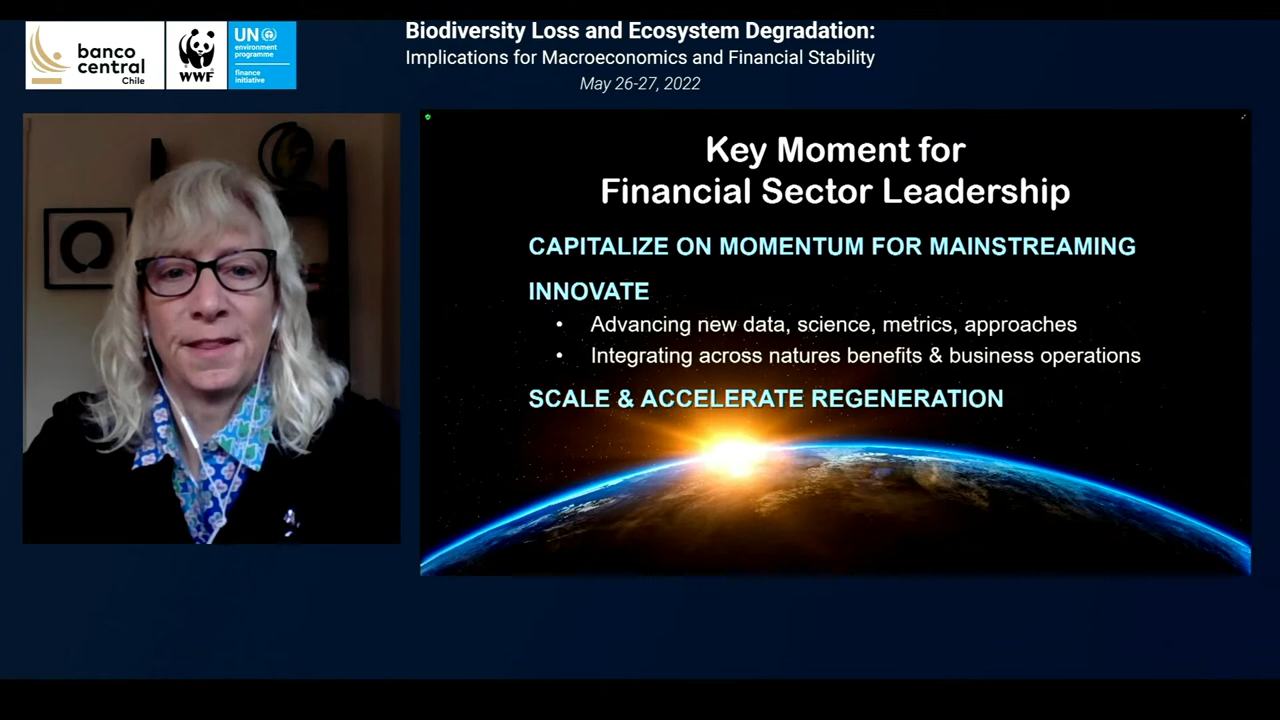 banco
central
Chile
WWF
UN
environment
programme
finance
initiative
Biodiversity Loss and Ecosystem Degradation:
Implications for Macroeconomics and Financial Stability
May 26-27, 2022
Key Moment for
Financial Sector Leadership
CAPITALIZE ON MOMENTUM FOR MAINSTREAMING
INNOVATE
• Advancing new data, science, metrics, approaches
• Integrating across natures benefits & business operations
SCALE & ACCELERATE REGENERATION